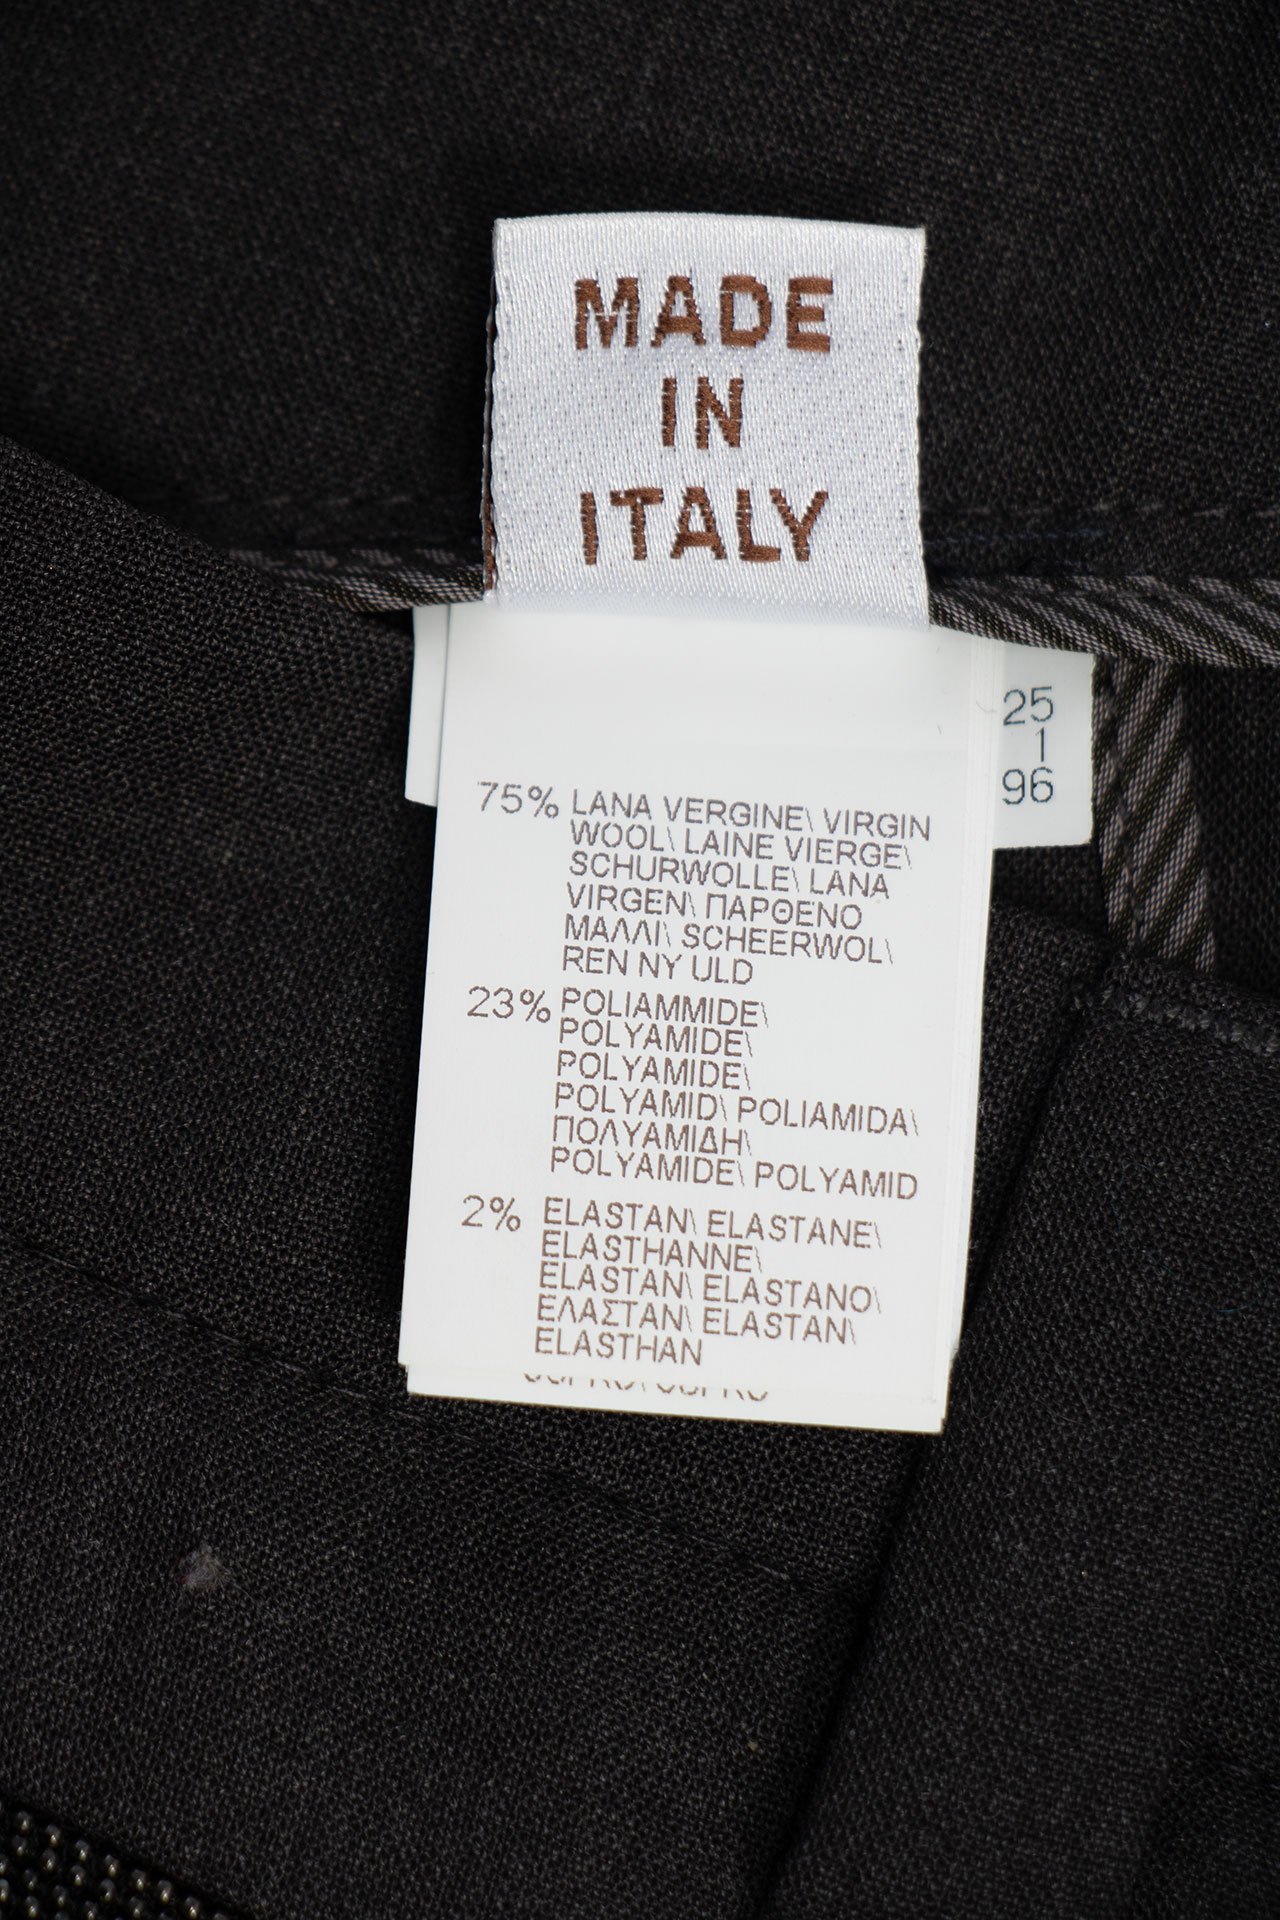 MADE
IN
ITALY
25
1
96
75% LANA VERGINE\ VIRGIN
WOOL\ LAINE VIERGE\
SCHURWOLLE\ LANA
VIRGEN\ ΠΑΡΘΕΝΟ
ΜΑΛΛΙ\ SCHEERWOL\
REN NY ULD
23% POLIAMMIDE\
POLYAMIDE\
POLYAMIDE\
POLYAMID\ POLIAMIDA\
ΠΟΛΥΑΜΙΔΗ\
POLYAMIDE\ POLYAMID
2% ELASTAN\ ELASTANE\
ELASTHANNE\
ELASTAN\ ELASTANO\
ΕΛΑΣΤΑΝ\ ELASTAN\
ELASTHAN